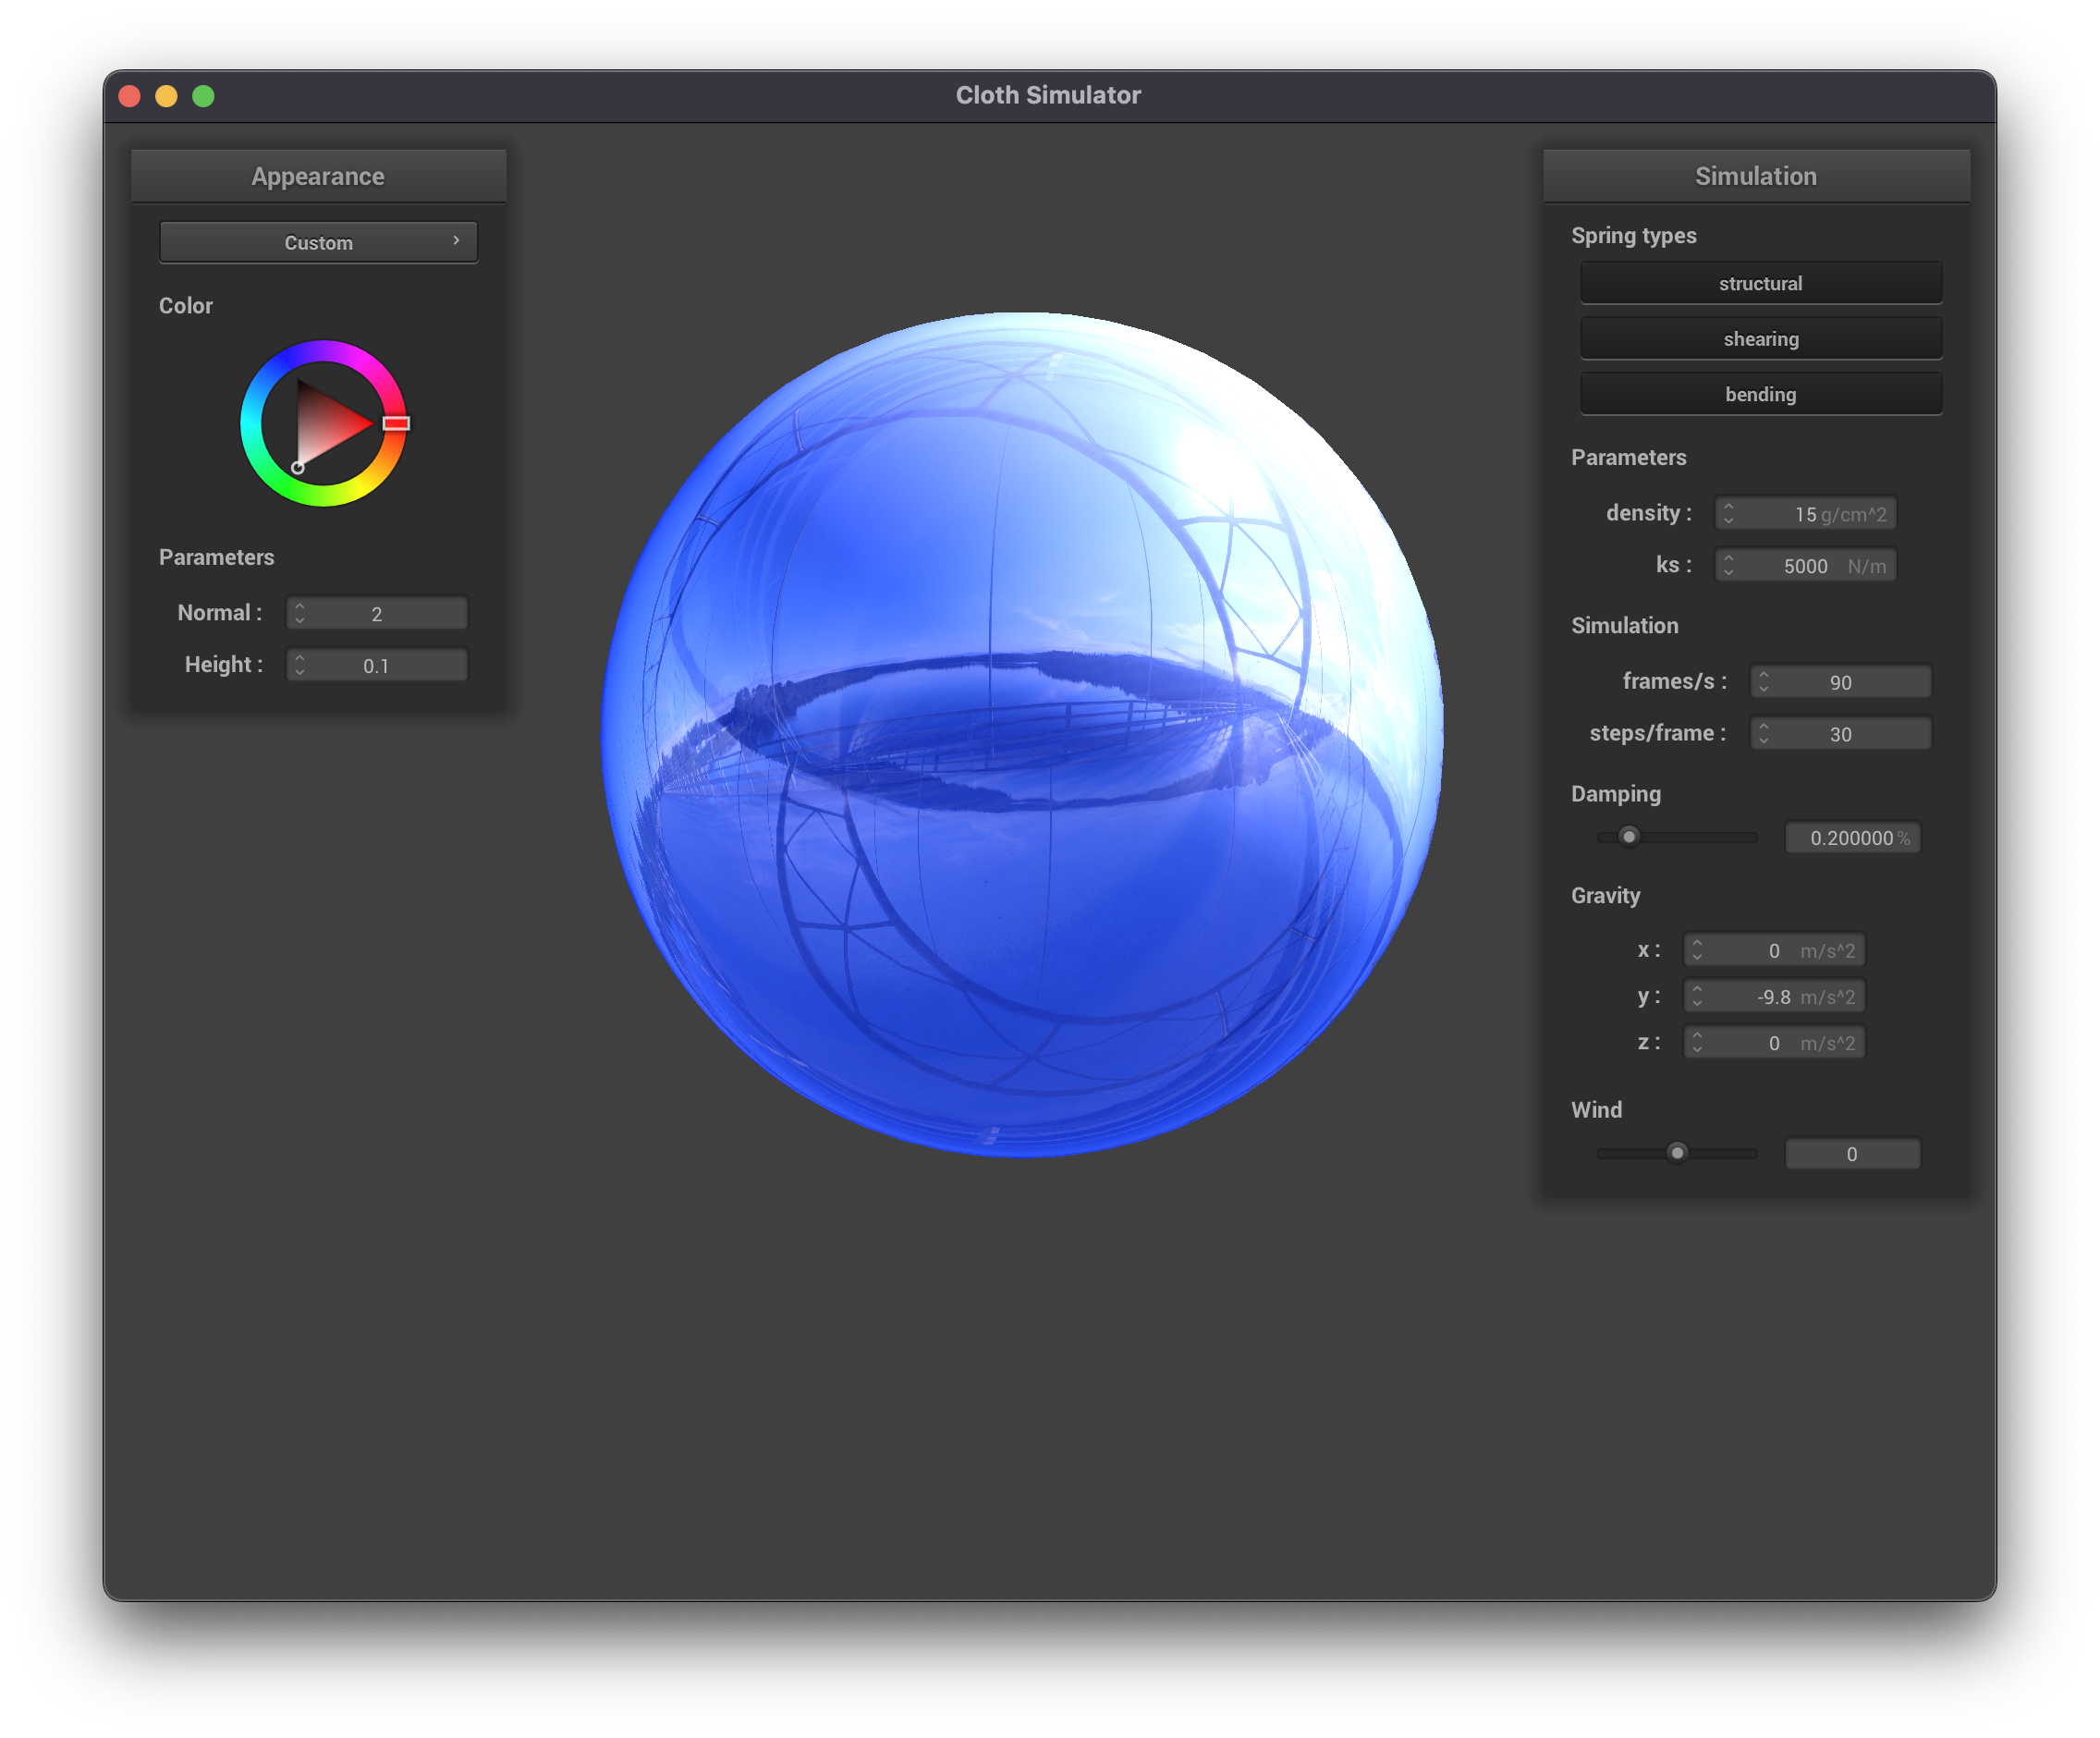 Cloth Simulator
Appearance
Custom
Color
Parameters
Normal : 2
Height : 0.1
Simulation
Spring types
structural
shearing
bending
Parameters
density : 15 g/cm^2
ks : 5000 N/m
Simulation
frames/s : 90
steps/frame : 30
Damping
0.200000 %
Gravity
x : 0 m/s^2
y : -9.8 m/s^2
z : 0 m/s^2
Wind
0